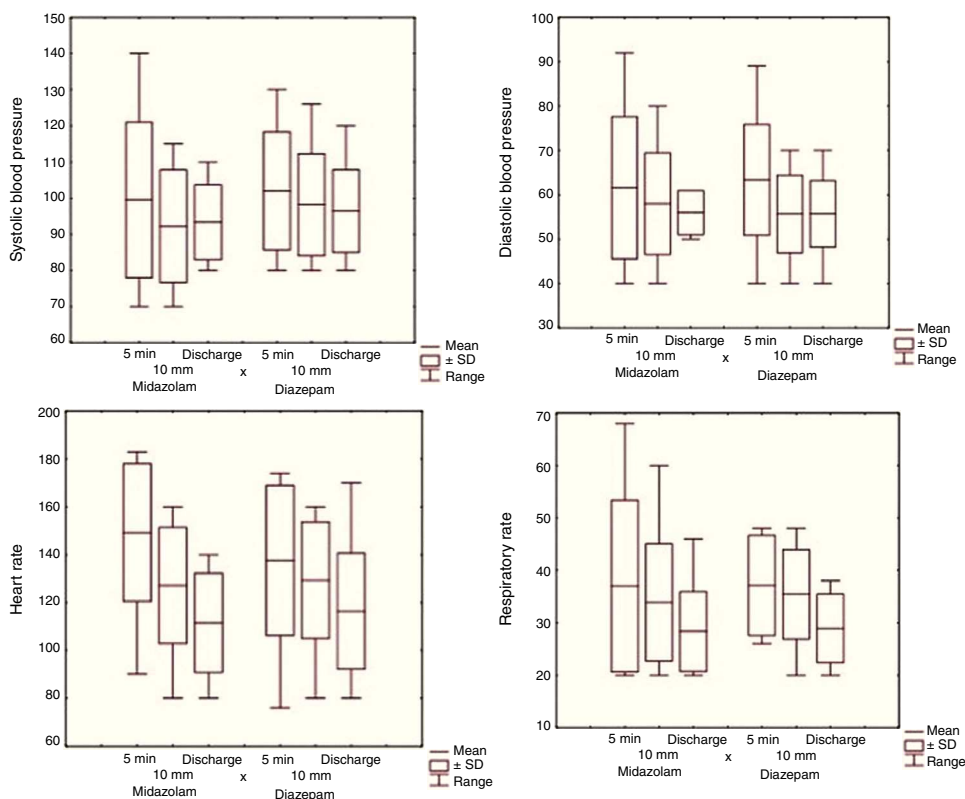 Systolic blood pressure
150
140
130
120
110
100
90
80
70
60
5 min Discharge 5 min Discharge
10 mm x 10 mm
Midazolam Diazepam
Mean
± SD
Range
Diastolic blood pressure
100
90
80
70
60
50
40
30
5 min Discharge 5 min Discharge
10 mm x 10 mm
Midazolam Diazepam
Mean
± SD
Range
Heart rate
200
180
160
140
120
100
80
60
5 min Discharge 5 min Discharge
10 mm x 10 mm
Midazolam Diazepam
Mean
± SD
Range
Respiratory rate
70
60
50
40
30
20
10
5 min Discharge 5 min Discharge
10 mm x 10 mm
Midazolam Diazepam
Mean
± SD
Range